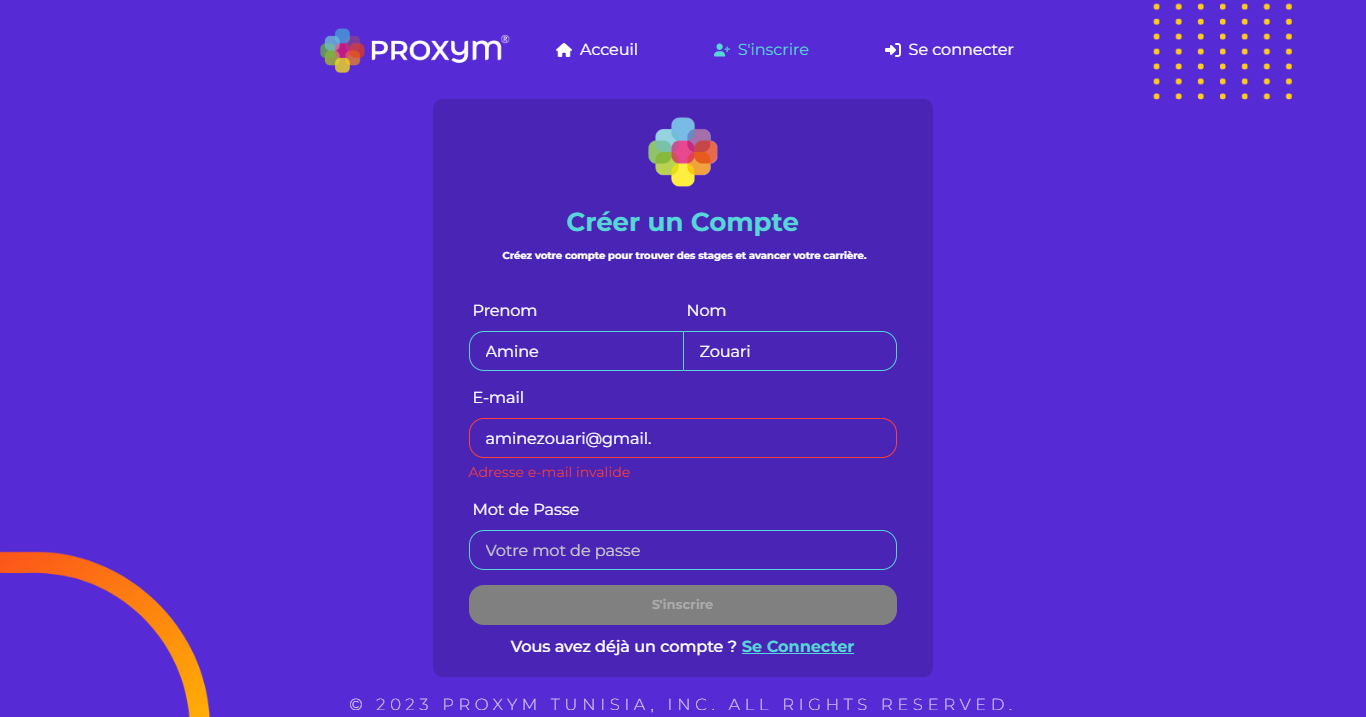 PROXYM® Acceuil S'inscrire Se connecter
Créer un Compte
Créez votre compte pour trouver des stages et avancer votre carrière.
Prenom Nom
Amine Zouari
E-mail
aminezouari@gmail.
Adresse e-mail invalide
Mot de Passe
Votre mot de passe
S'inscrire
Vous avez déjà un compte ? Se Connecter
© 2023 PROXYM TUNISIA, INC. ALL RIGHTS RESERVED.